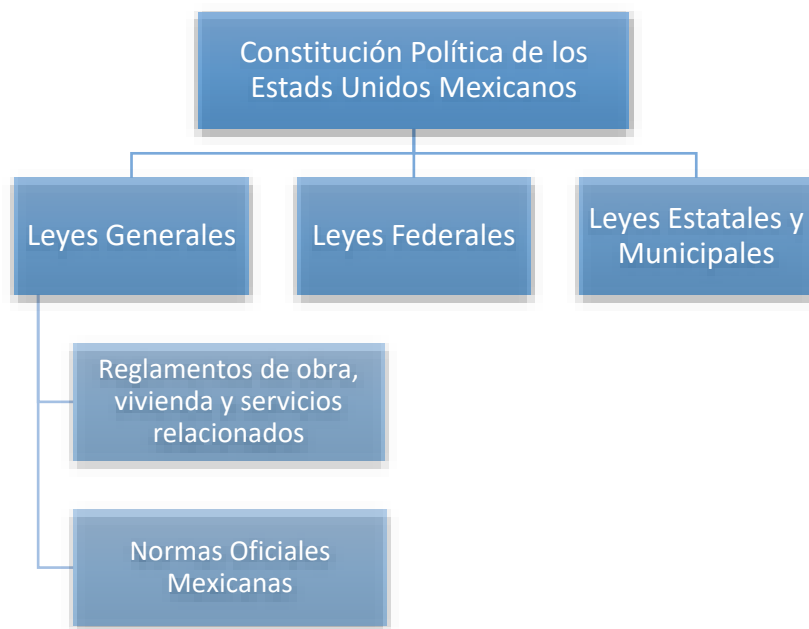 Constitución Política de los
Estads Unidos Mexicanos
Leyes Generales
Leyes Federales
Leyes Estatales y
Municipales
Reglamentos de obra,
vivienda y servicios
relacionados
Normas Oficiales
Mexicanas